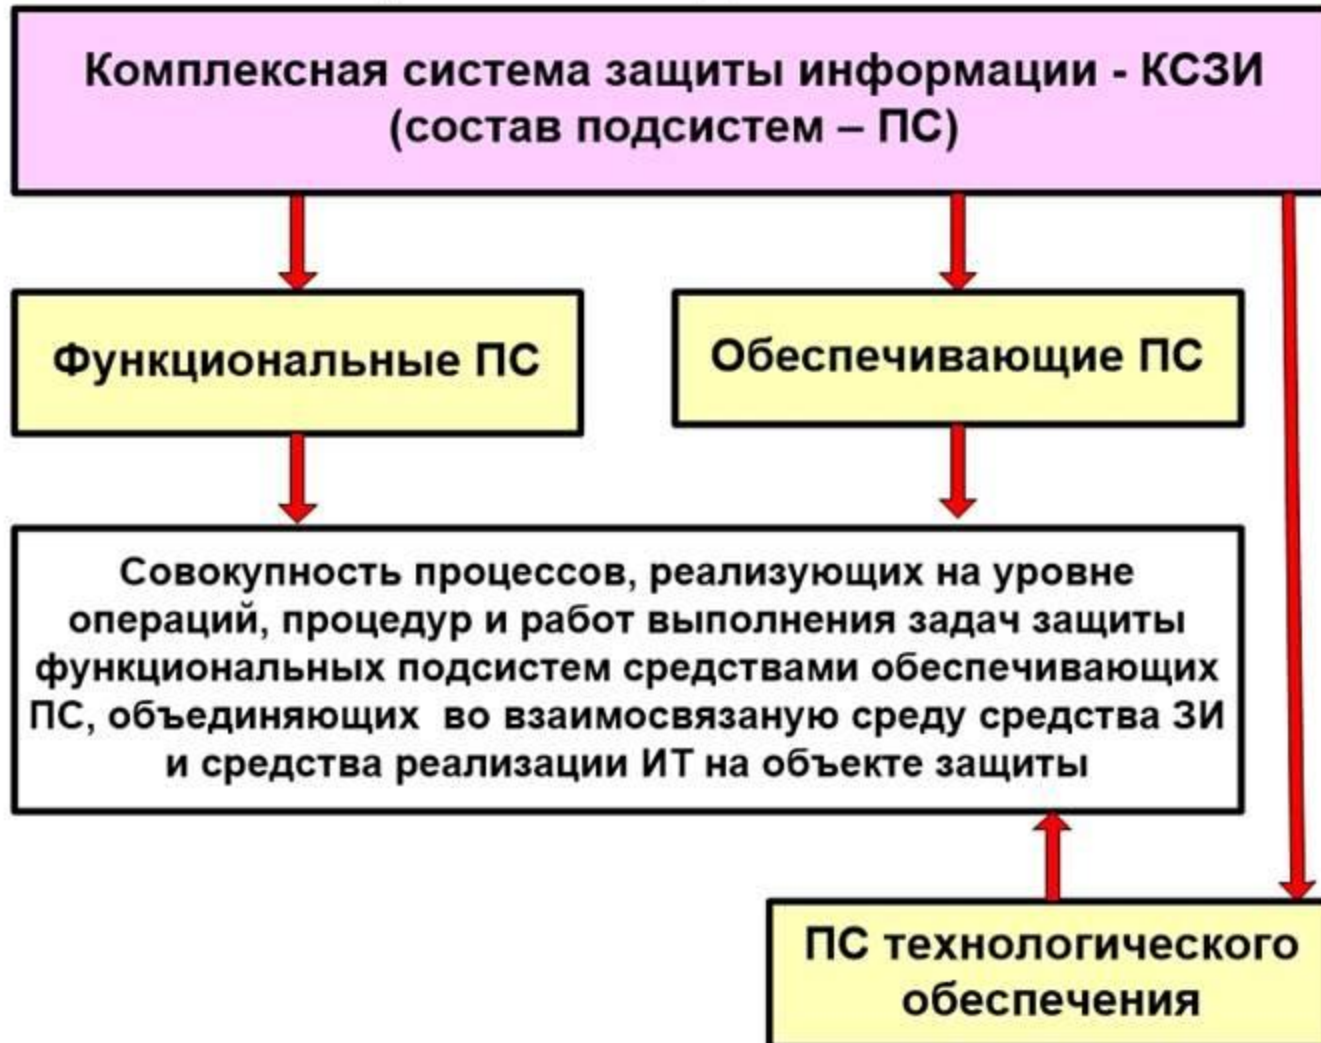 Комплексная система защиты информации - КСЗИ
(состав подсистем – ПС)
Функциональные ПС
Обеспечивающие ПС
Совокупность процессов, реализующих на уровне
операций, процедур и работ выполнения задач защиты
функциональных подсистем средствами обеспечивающих
ПС, объединяющих во взаимосвязаную среду средства ЗИ
и средства реализации ИТ на объекте защиты
ПС технологического
обеспечения